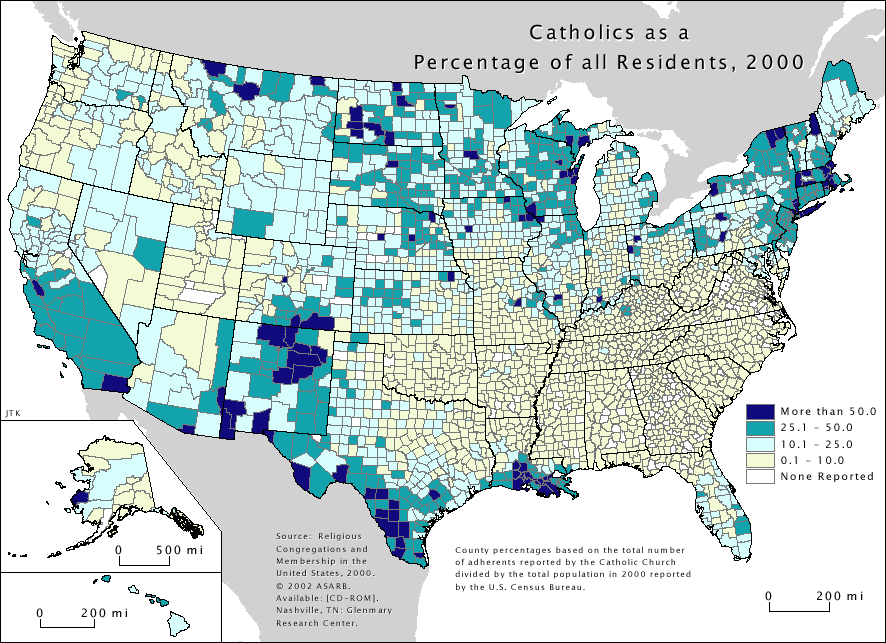 Catholics as a
Percentage of all Residents, 2000
JTK
More than 50.0
25.1 – 50.0
10.1 – 25.0
0.1 – 10.0
None Reported
0 500 mi
0 200 mi
Source: Religious
Congregations and
Membership in the
United States, 2000.
© 2002 ASARB.
Available: [CD-ROM].
Nashville, TN: Glenmary
Research Center.
County percentages based on the total number
of adherents reported by the Catholic Church
divided by the total population in 2000 reported
by the U.S. Census Bureau.
0 200 mi